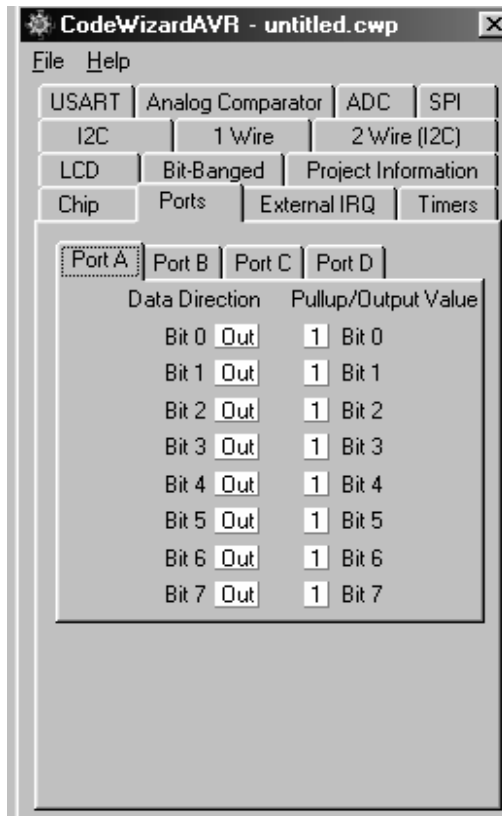 CodeWizardAVR - untitled.cwp
File Help
USART Analog Comparator ADC SPI
I2C 1 Wire 2 Wire (I2C)
LCD Bit-Banged Project Information
Chip Ports External IRQ Timers
Port A Port B Port C Port D
Data Direction Pullup/Output Value
Bit 0 Out 1 Bit 0
Bit 1 Out 1 Bit 1
Bit 2 Out 1 Bit 2
Bit 3 Out 1 Bit 3
Bit 4 Out 1 Bit 4
Bit 5 Out 1 Bit 5
Bit 6 Out 1 Bit 6
Bit 7 Out 1 Bit 7